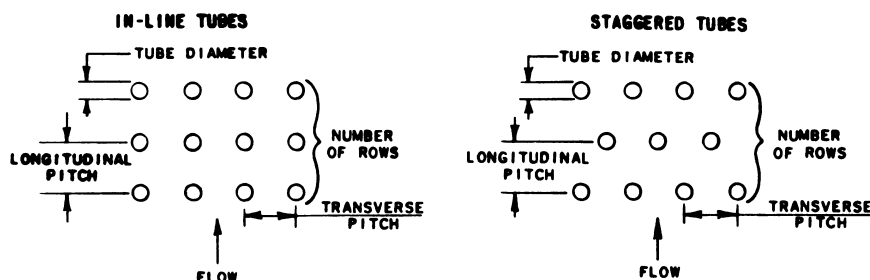 IN-LINE TUBES
TUBE DIAMETER
NUMBER
OF ROWS
LONGITUDINAL
PITCH
TRANSVERSE
PITCH
FLOW
STAGGERED TUBES
TUBE DIAMETER
NUMBER
OF ROWS
LONGITUDINAL
PITCH
TRANSVERSE
PITCH
FLOW